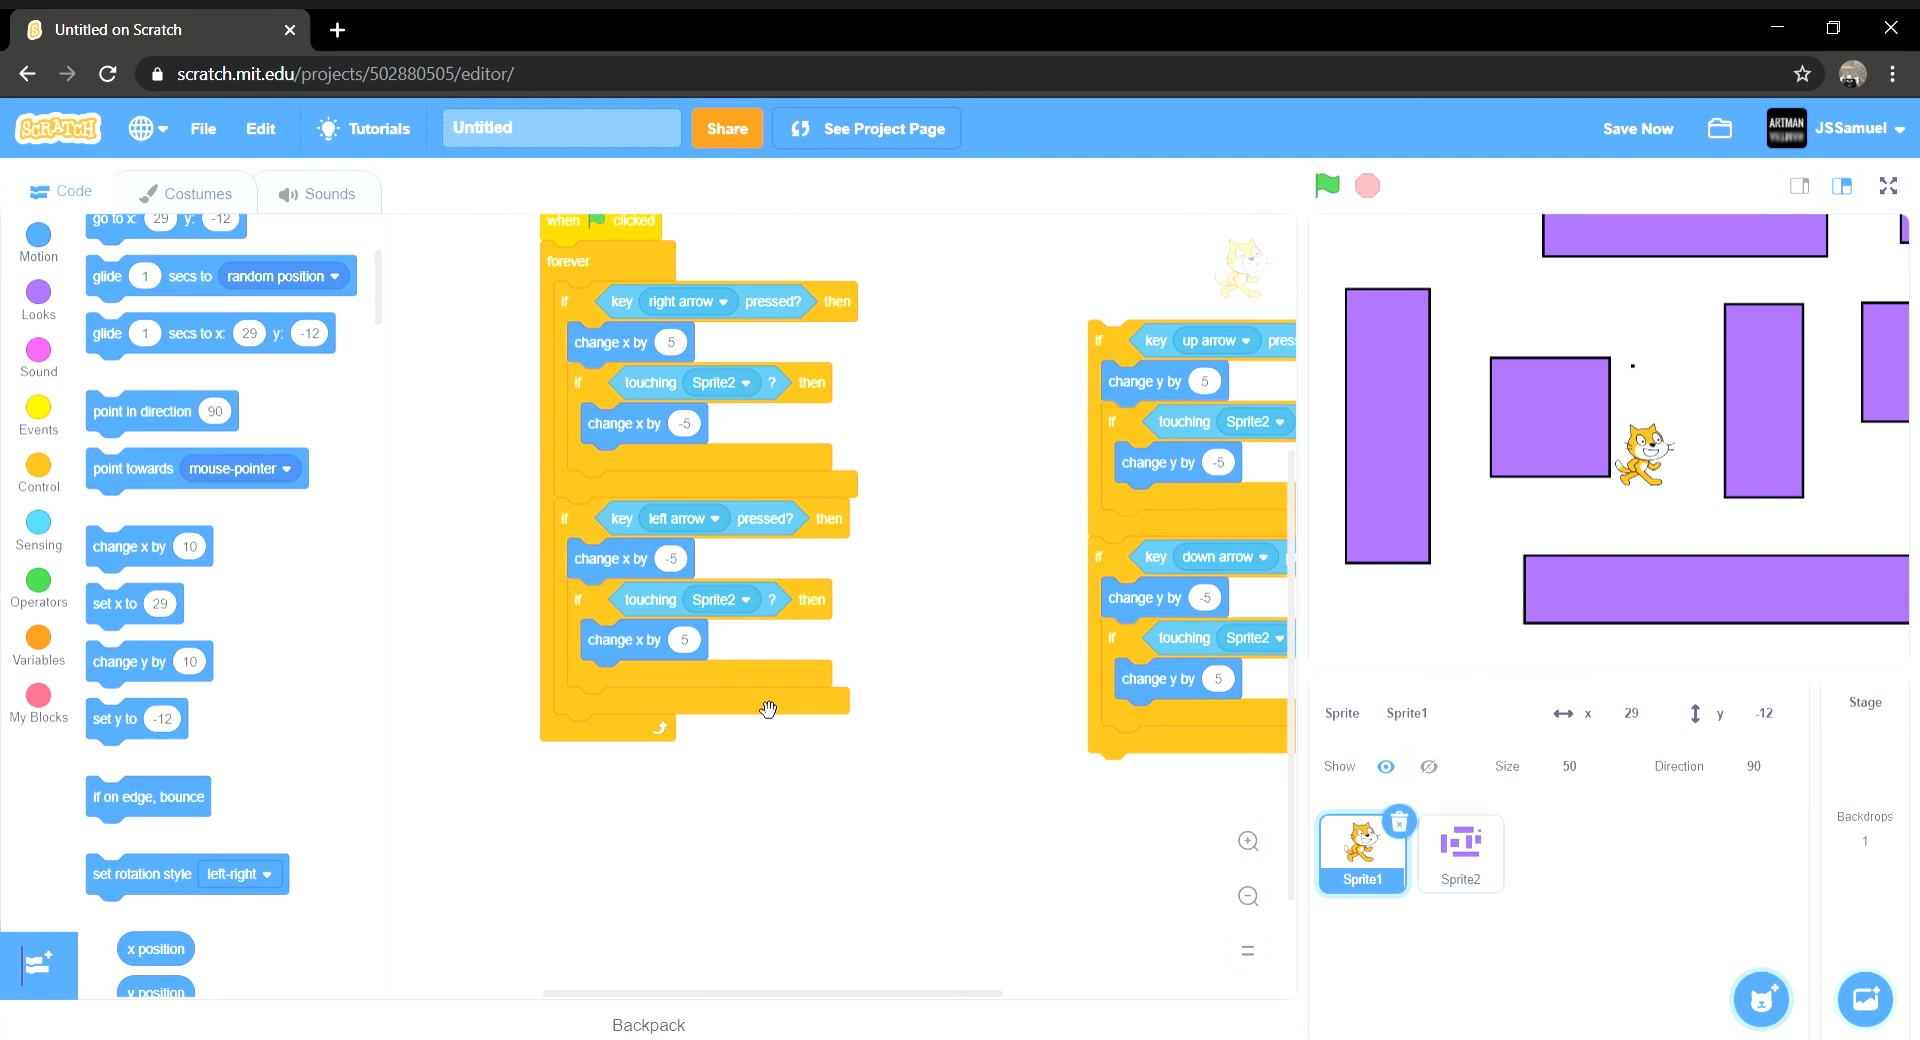 Untitled on Scratch
scratch.mit.edu/projects/502880505/editor/
SCRATCH File Edit Tutorials Untitled Share See Project Page Save Now ARTMAN JSSamuel
Code Costumes Sounds
Motion
Looks
Sound
Events
Control
Sensing
Operators
Variables
My Blocks
go to x: 29 y: -12
glide 1 secs to random position
glide 1 secs to x: 29 y: -12
point in direction 90
point towards mouse-pointer
change x by 10
set x to 29
change y by 10
set y to -12
if on edge, bounce
set rotation style left-right
x position
y position
when clicked
forever
if key right arrow pressed? then
change x by 5
if touching Sprite2 ? then
change x by -5
if key left arrow pressed? then
change x by -5
if touching Sprite2 ? then
change x by 5
if key up arrow pres
change y by 5
if touching Sprite2
change y by -5
if key down arrow
change y by -5
if touching Sprite2
change y by 5
Backpack
Sprite Sprite1 x 29 y -12
Show Size 50 Direction 90
Sprite1
Sprite2
Stage
Backdrops
1